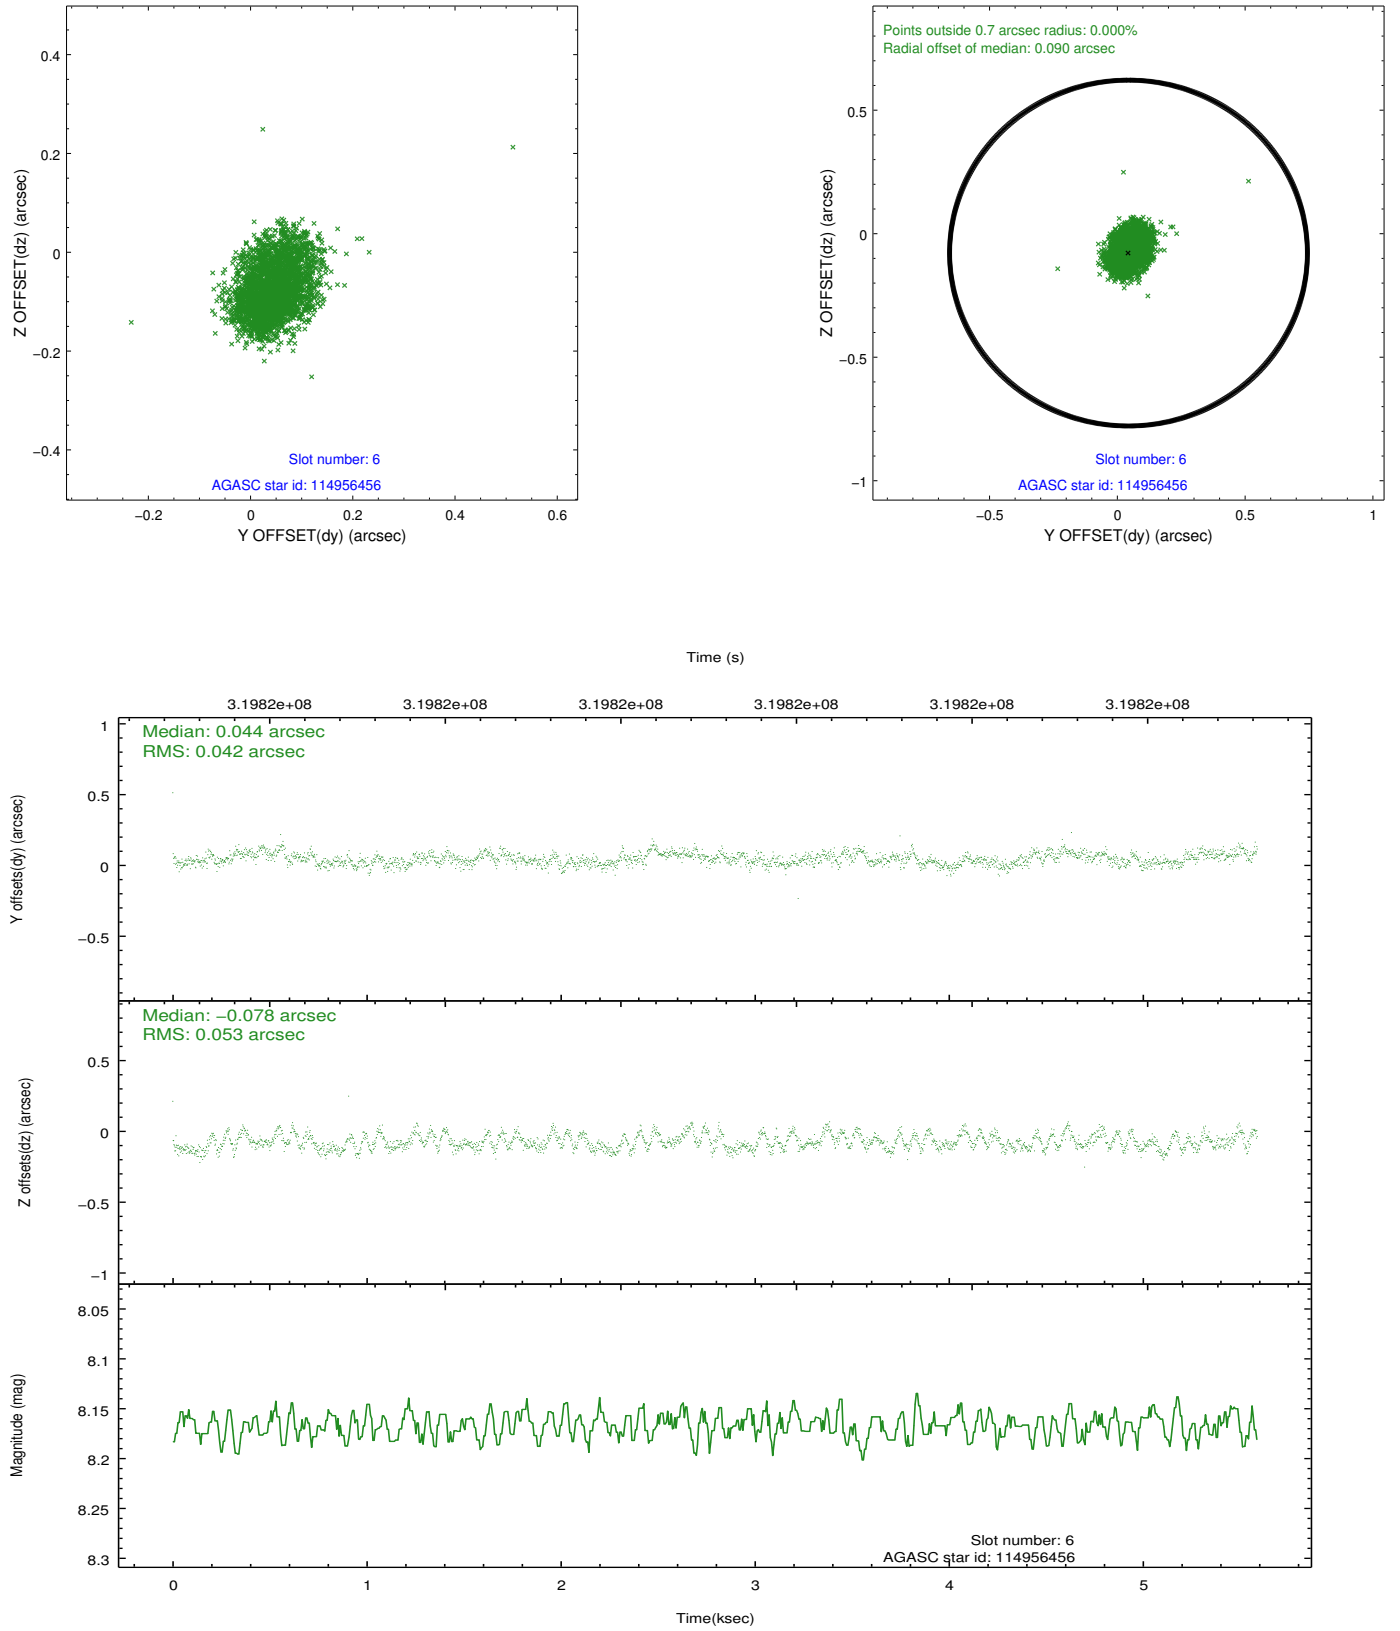 0.4
0.2
0
−0.2
−0.4
Z OFFSET(dz) (arcsec)
Slot number: 6
AGASC star id: 114956456
−0.2 0 0.2 0.4 0.6
Y OFFSET(dy) (arcsec)
Points outside 0.7 arcsec radius: 0.000%
Radial offset of median: 0.090 arcsec
0.5
0
−0.5
−1
Z OFFSET(dz) (arcsec)
Slot number: 6
AGASC star id: 114956456
−0.5 0 0.5 1
Y OFFSET(dy) (arcsec)
Time (s)
3.1982e+08 3.1982e+08 3.1982e+08 3.1982e+08 3.1982e+08 3.1982e+08
Median: 0.044 arcsec
RMS: 0.042 arcsec
1
0.5
0
−0.5
Y offsets(dy) (arcsec)
Median: −0.078 arcsec
RMS: 0.053 arcsec
0.5
0
−0.5
−1
Z offsets(dz) (arcsec)
8.05
8.1
8.15
8.2
8.25
8.3
Magnitude (mag)
Slot number: 6
AGASC star id: 114956456
0 1 2 3 4 5
Time(ksec)